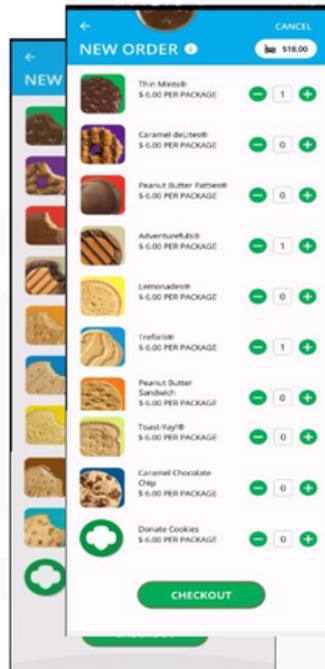 CANCEL
NEW ORDER
$18.00
NEW
Thin Mints®
$ 6.00 PER PACKAGE
1
Caramel deLites®
$ 6.00 PER PACKAGE
0
Peanut Butter Patties®
$ 6.00 PER PACKAGE
0
Adventurefuls®
$ 6.00 PER PACKAGE
1
Lemonades®
$ 6.00 PER PACKAGE
0
Trefoils®
$ 6.00 PER PACKAGE
1
Peanut Butter
Sandwich
$ 6.00 PER PACKAGE
0
Toast-Yay!®
$ 6.00 PER PACKAGE
0
Caramel Chocolate
Chip
$ 6.00 PER PACKAGE
0
Donate Cookies
$ 6.00 PER PACKAGE
0
CHECKOUT